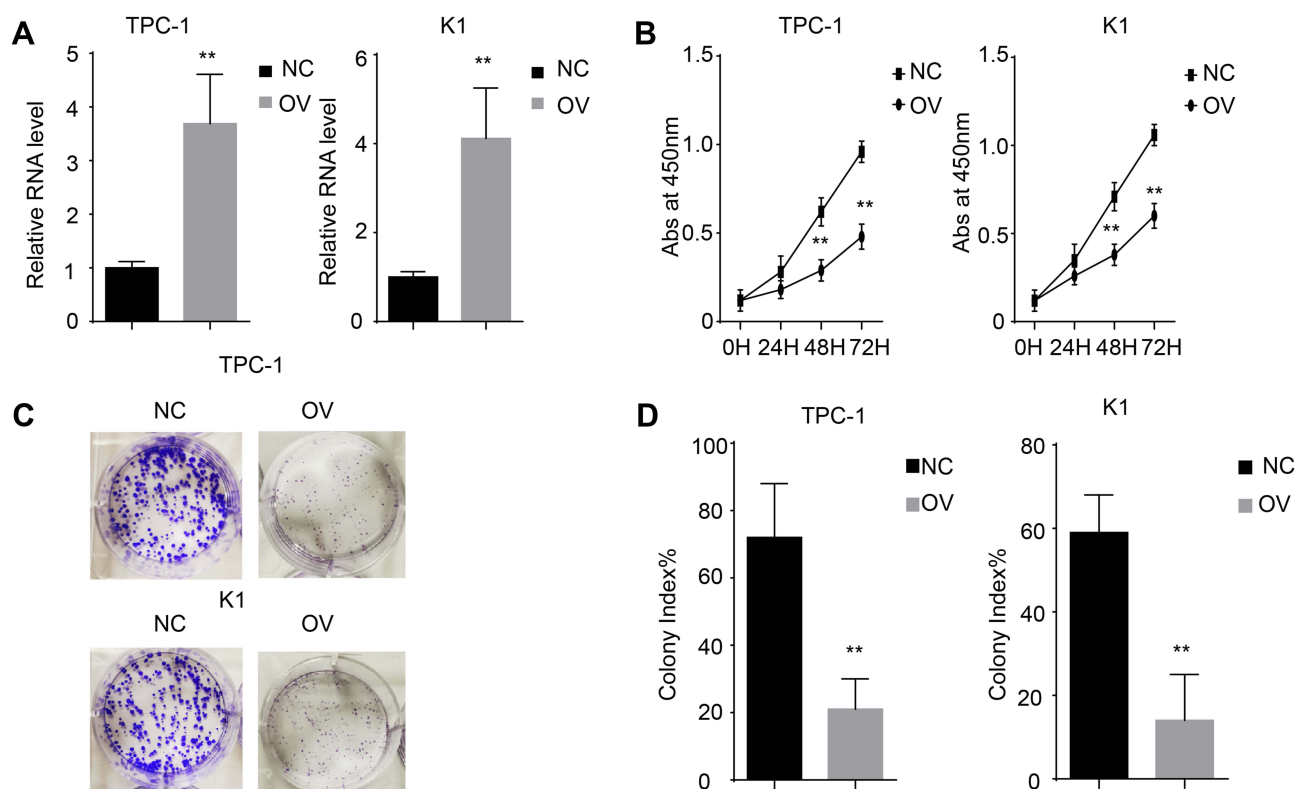 A
TPC-1
Relative RNA level
5
4
3
2
1
0
**
NC
OV
K1
Relative RNA level
6
4
2
0
**
NC
OV
B
TPC-1
Abs at 450nm
1.5
1.0
0.5
0
0H 24H 48H 72H
**
**
NC
OV
K1
Abs at 450nm
1.5
1.0
0.5
0
0H 24H 48H 72H
**
**
NC
OV
C
TPC-1
NC OV
K1
NC OV
D
TPC-1
Colony Index%
100
80
60
40
20
0
**
NC
OV
K1
Colony Index%
80
60
40
20
0
**
NC
OV